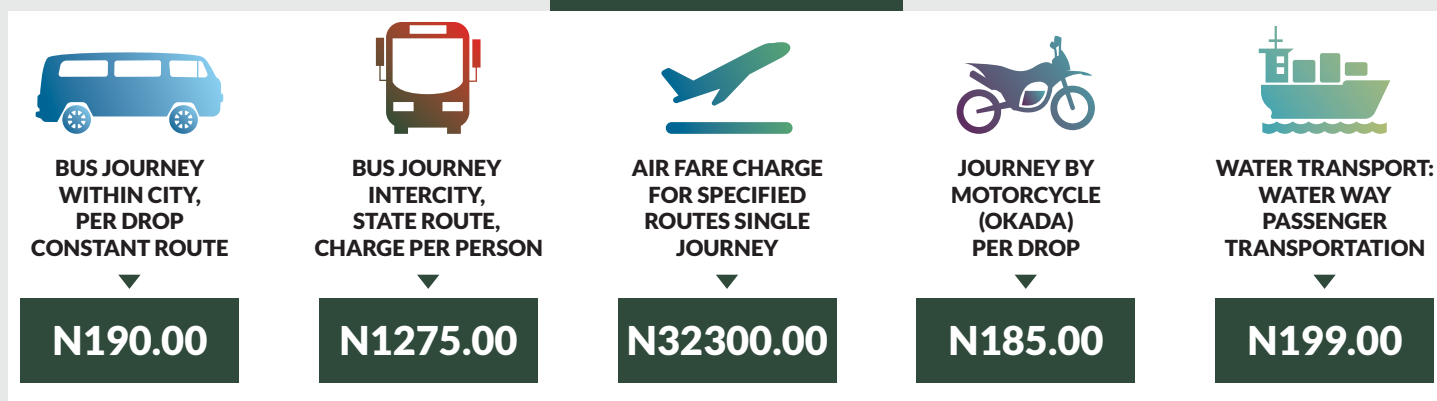 BUS JOURNEY
WITHIN CITY,
PER DROP
CONSTANT ROUTE
N190.00
BUS JOURNEY
INTERCITY,
STATE ROUTE,
CHARGE PER PERSON
N1275.00
AIR FARE CHARGE
FOR SPECIFIED
ROUTES SINGLE
JOURNEY
N32300.00
JOURNEY BY
MOTORCYCLE
(OKADA)
PER DROP
N185.00
WATER TRANSPORT:
WATER WAY
PASSENGER
TRANSPORTATION
N199.00